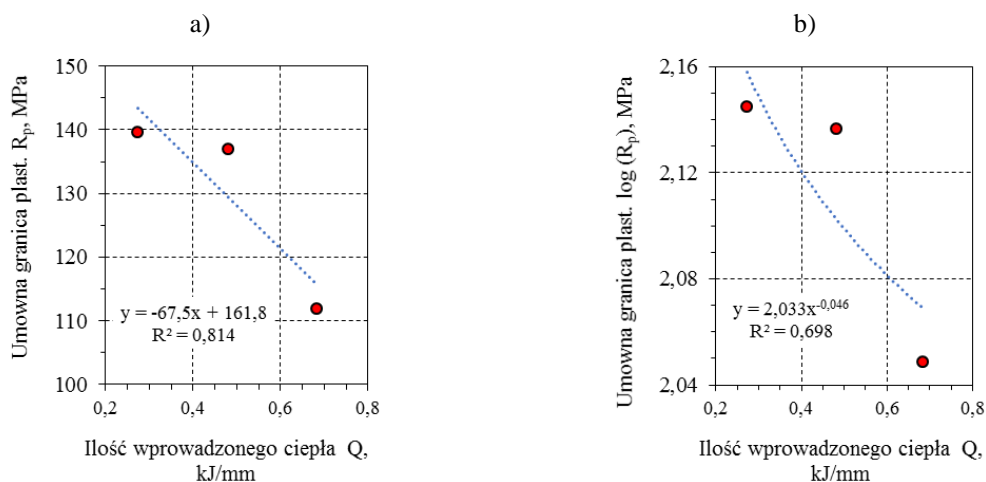 a)
150
140
130
120
110
100
Umowna granica plast. Rₚ, MPa
y = -67,5x + 161,8
R² = 0,814
0,2 0,4 0,6 0,8
Ilość wprowadzonego ciepła Q,
kJ/mm
b)
2,16
2,12
2,08
2,04
Umowna granica plast. log (Rₚ), MPa
y = 2,033x⁻⁰,⁰⁴⁶
R² = 0,698
0,2 0,4 0,6 0,8
Ilość wprowadzonego ciepła Q,
kJ/mm